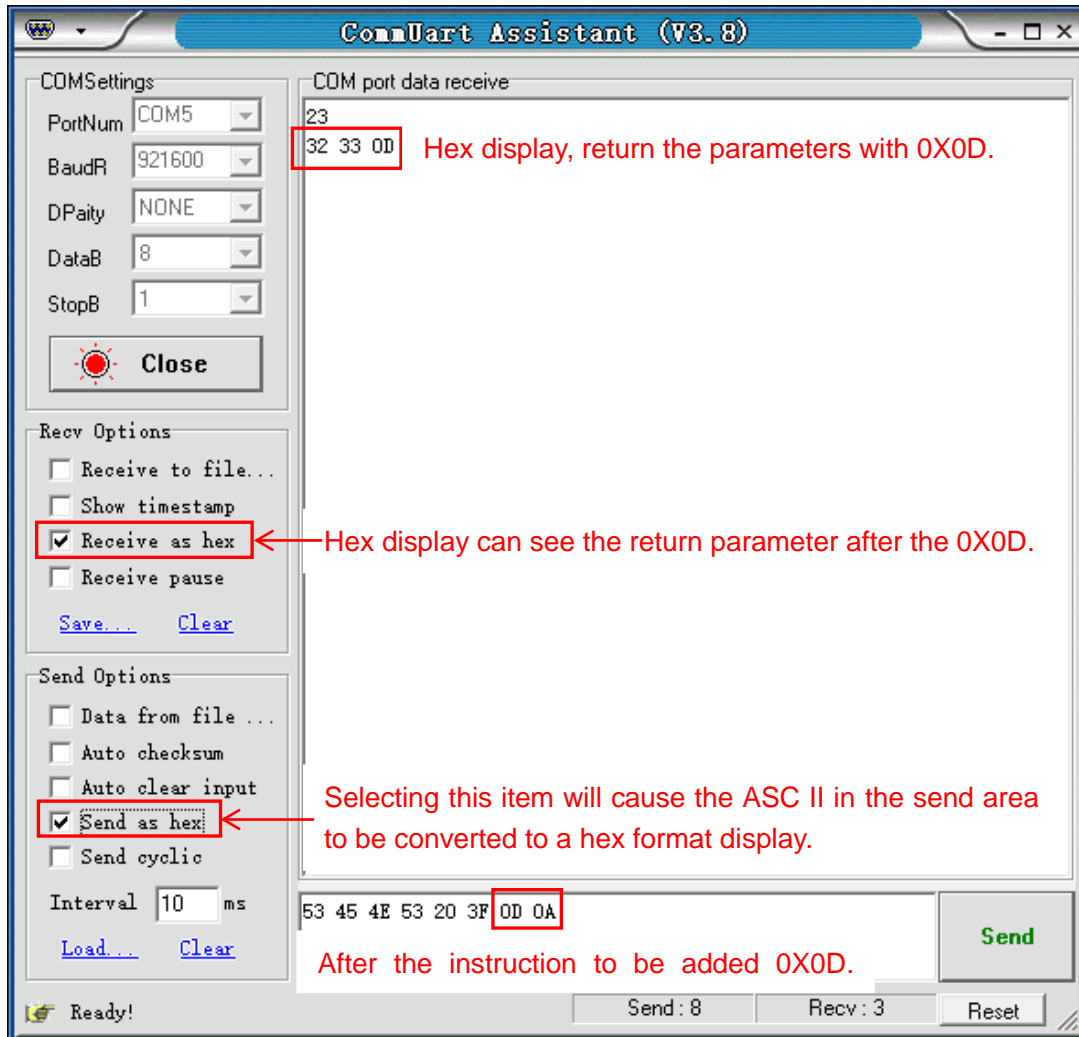 CommUart Assistant (V3.8)
COMSettings
PortNum COM5
BaudR 921600
DPaity NONE
DataB 8
StopB 1
Close
Recv Options
Receive to file...
Show timestamp
Receive as hex
Receive pause
Save... Clear
Send Options
Data from file ...
Auto checksum
Auto clear input
Send as hex
Send cyclic
Interval 10 ms
Load... Clear
COM port data receive
23
32 33 0D
Hex display, return the parameters with 0X0D.
Hex display can see the return parameter after the 0X0D.
Selecting this item will cause the ASC II in the send area
to be converted to a hex format display.
53 45 4E 53 20 3F 0D 0A
After the instruction to be added 0X0D.
Send
Ready!
Send : 8
Recv : 3
Reset